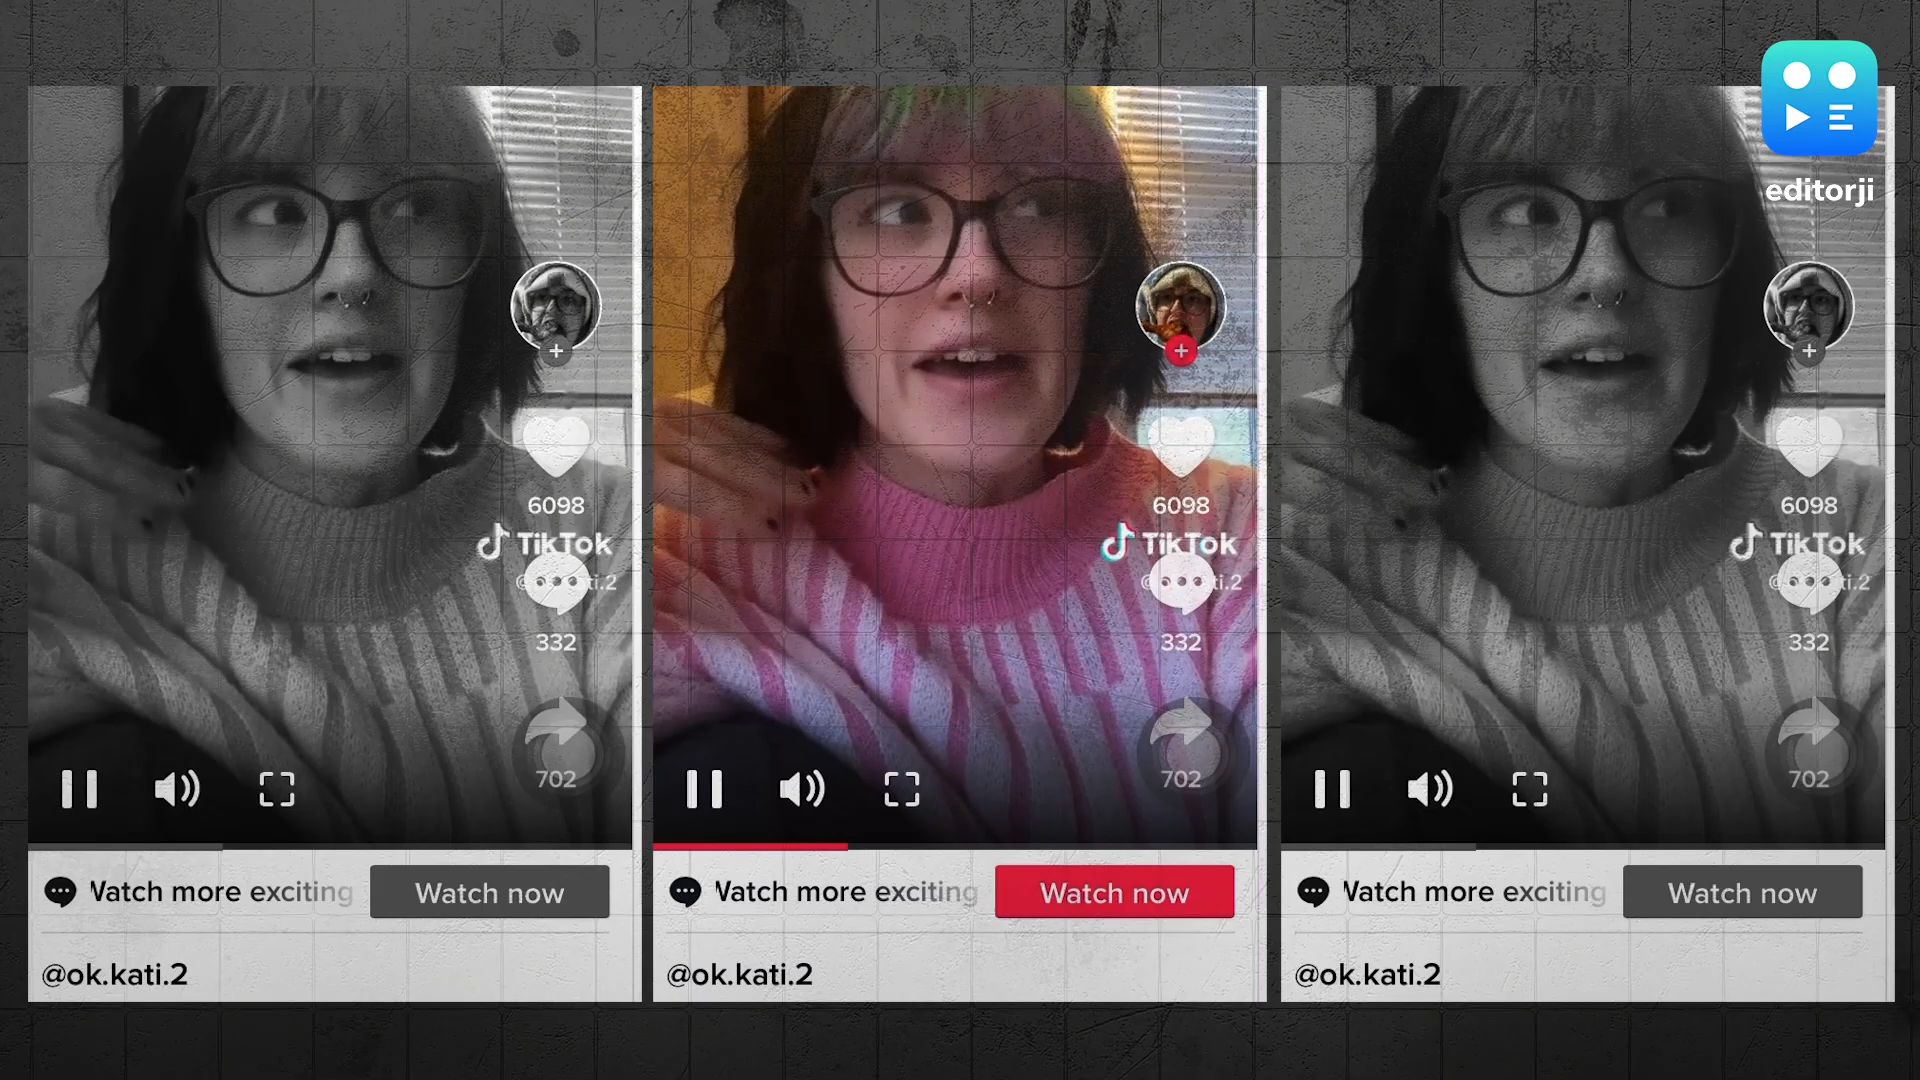 editorji
6098
TikTok
332
702
Vatch more exciting
Watch now
@ok.kati.2
6098
TikTok
332
702
Vatch more exciting
Watch now
@ok.kati.2
6098
TikTok
332
702
Vatch more exciting
Watch now
@ok.kati.2